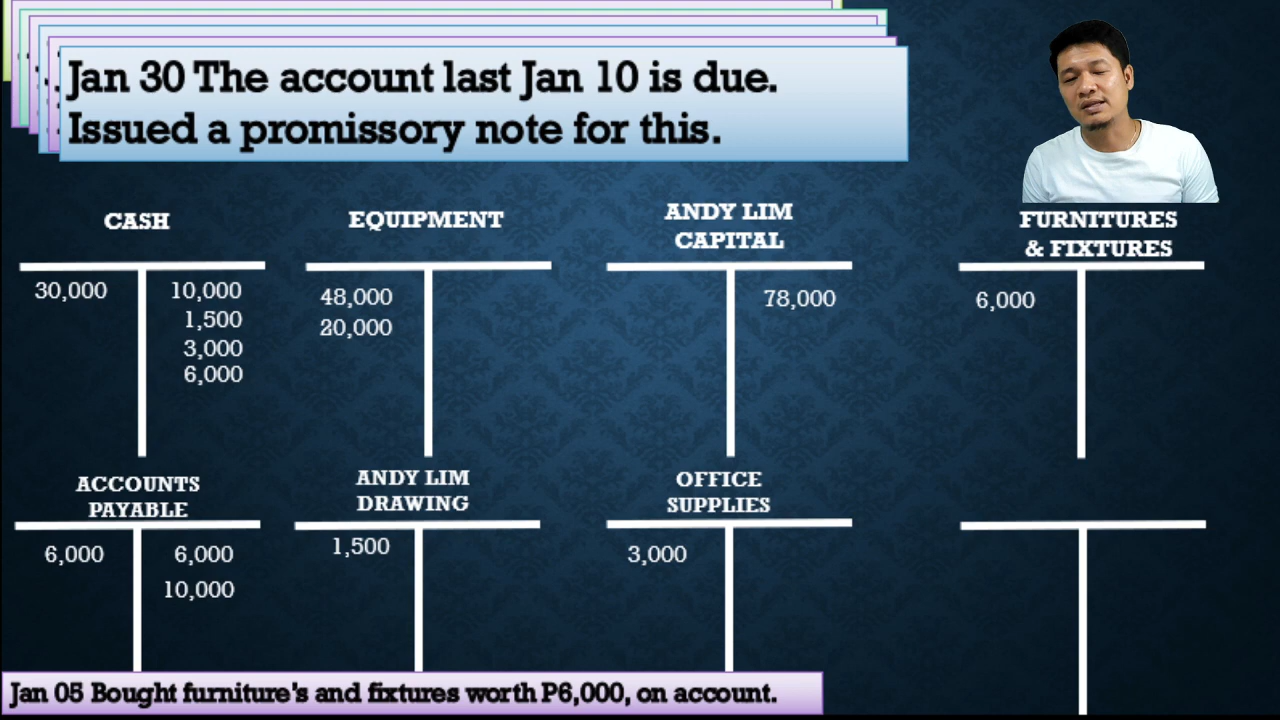 Jan 30 The account last Jan 10 is due.
Issued a promissory note for this.
CASH
30,000 10,000
1,500
3,000
6,000
EQUIPMENT
48,000
20,000
ANDY LIM
CAPITAL
78,000
FURNITURES
& FIXTURES
6,000
ACCOUNTS
PAYABLE
6,000 6,000
10,000
ANDY LIM
DRAWING
1,500
OFFICE
SUPPLIES
3,000
Jan 05 Bought furniture's and fixtures worth P6,000, on account.